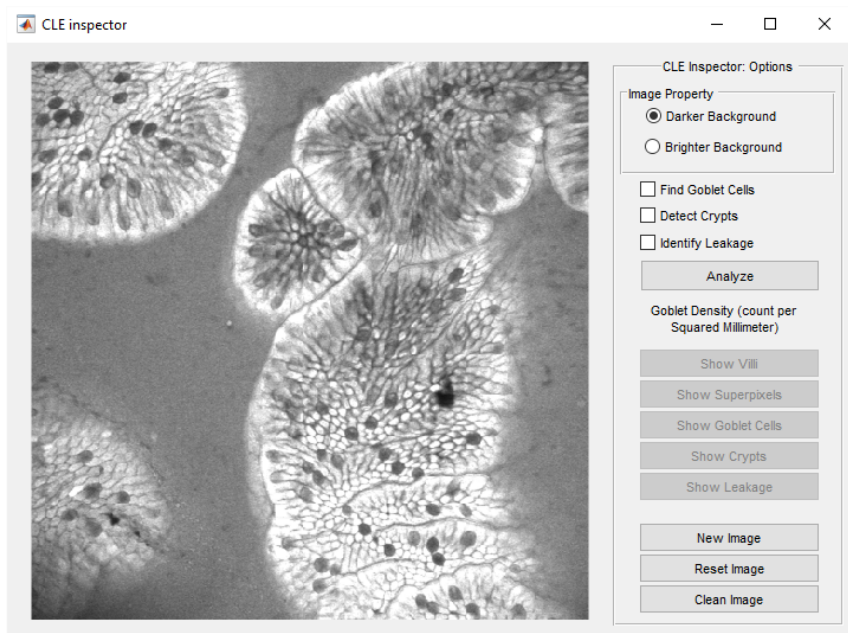 CLE inspector
CLE Inspector: Options
Image Property
Darker Background
Brighter Background
Find Goblet Cells
Detect Crypts
Identify Leakage
Analyze
Goblet Density (count per
Squared Millimeter)
Show Villi
Show Superpixels
Show Goblet Cells
Show Crypts
Show Leakage
New Image
Reset Image
Clean Image